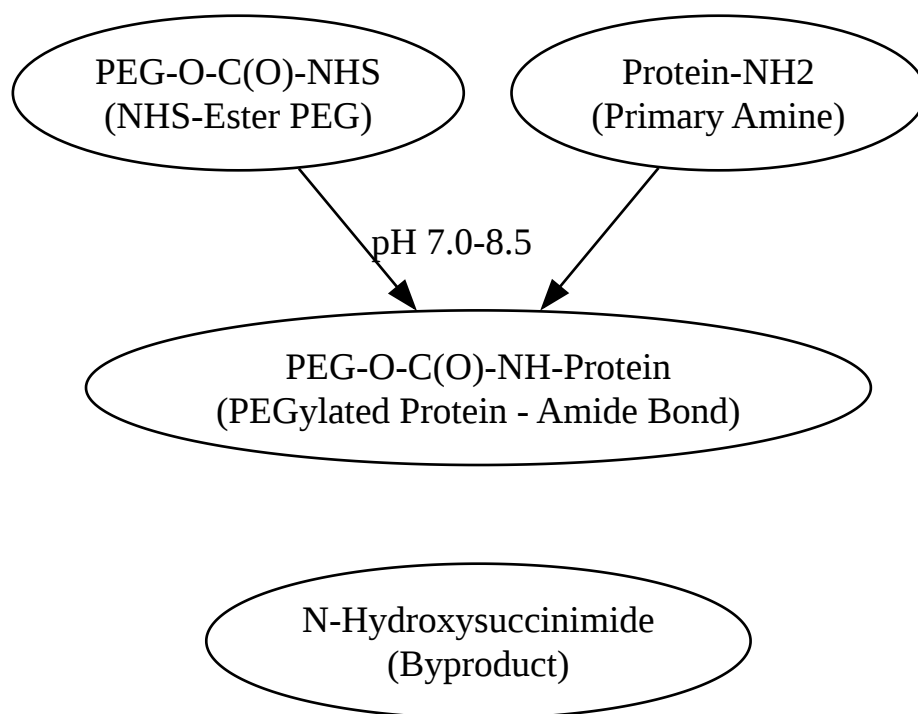 PEG-O-C(O)-NHS
(NHS-Ester PEG)
Protein-NH2
(Primary Amine)
pH 7.0-8.5
PEG-O-C(O)-NH-Protein
(PEGylated Protein - Amide Bond)
N-Hydroxysuccinimide
(Byproduct)